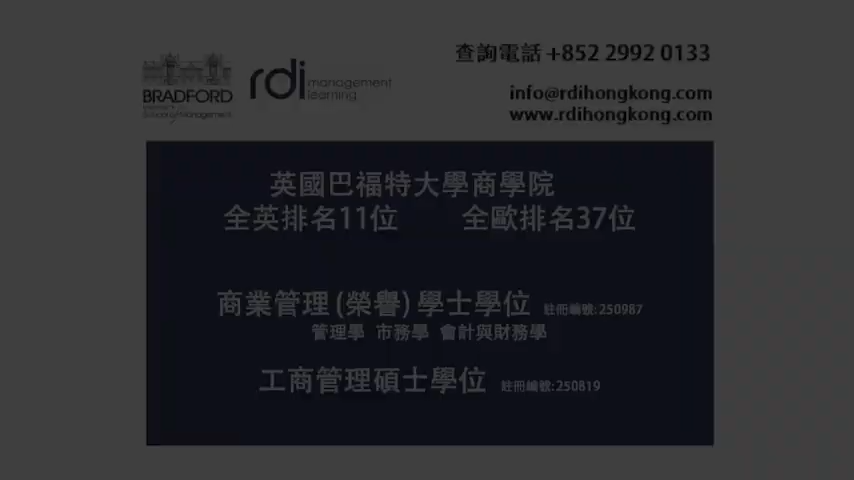 查詢電話 +852 2992 0133
BRADFORD
School of Management
rdi management
learning
info@rdihongkong.com
www.rdihongkong.com
英國巴福特大學商學院
全英排名11位 全歐排名37位
商業管理 (榮譽) 學士學位 註冊編號: 250987
管理學 市務學 會計與財務學
工商管理碩士學位 註冊編號: 250819